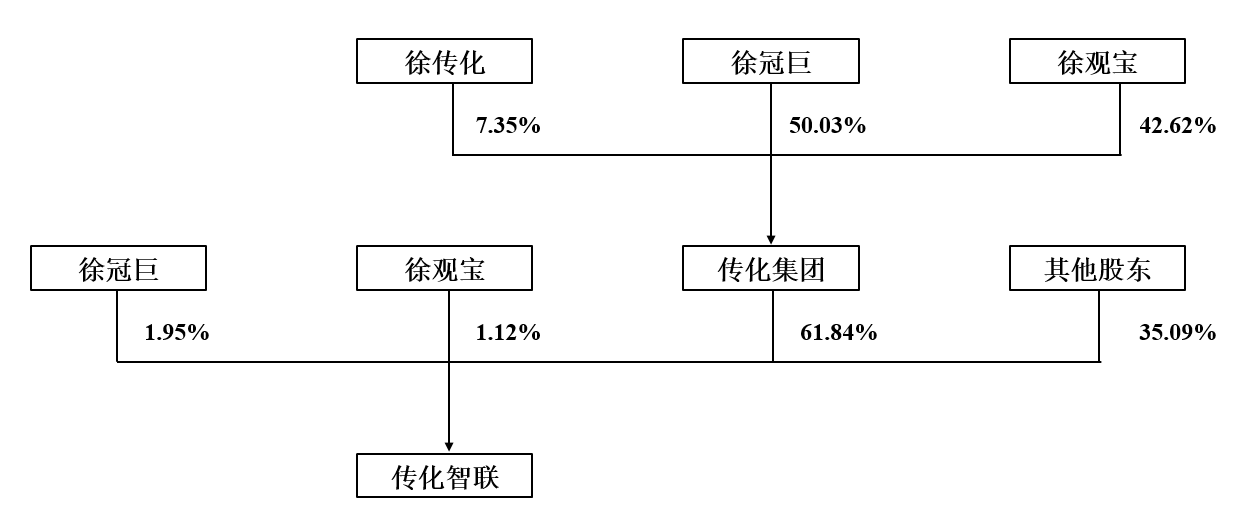 徐传化
徐冠巨
徐观宝
7.35%
50.03%
42.62%
徐冠巨
徐观宝
传化集团
其他股东
1.95%
1.12%
61.84%
35.09%
传化智联